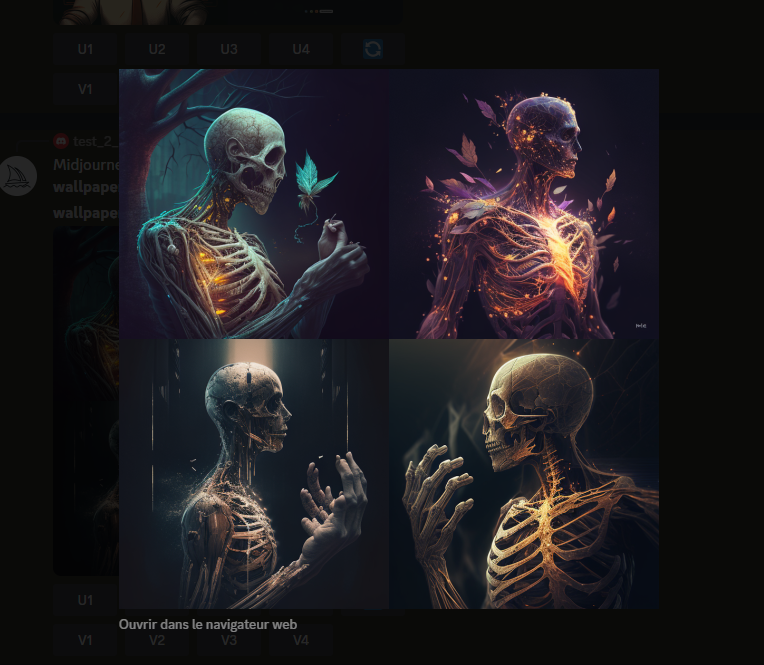 U1 U2 U3 U4
V1
test_2_
Midjourne
wallpape
wallpape
U1
Ouvrir dans le navigateur web
V1 V2 V3 V4